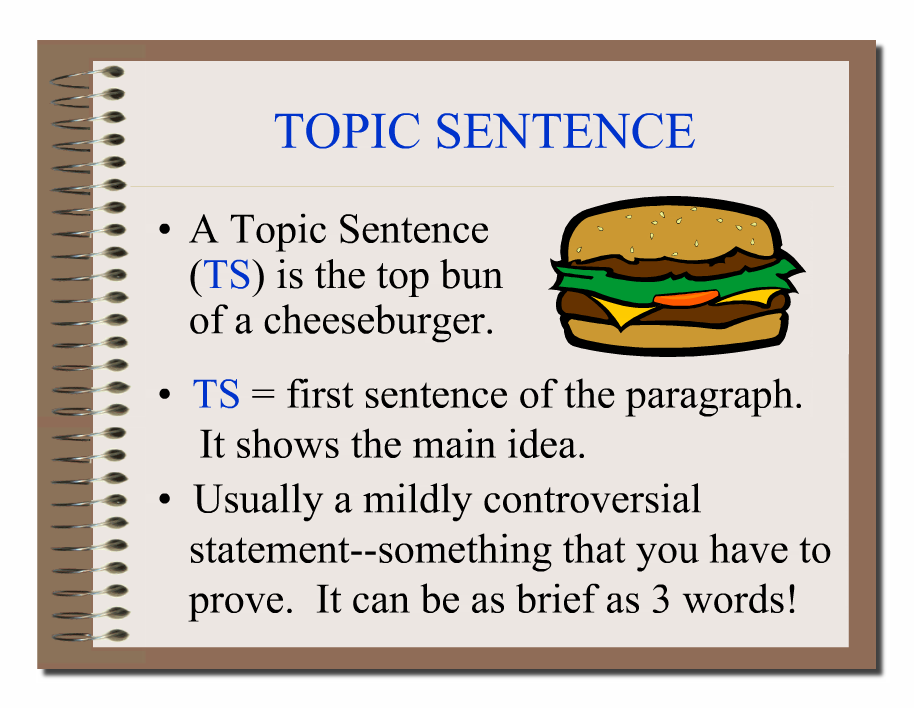 TOPIC SENTENCE
• A Topic Sentence
(TS) is the top bun
of a cheeseburger.
• TS = first sentence of the paragraph.
It shows the main idea.
• Usually a mildly controversial
statement--something that you have to
prove.  It can be as brief as 3 words!